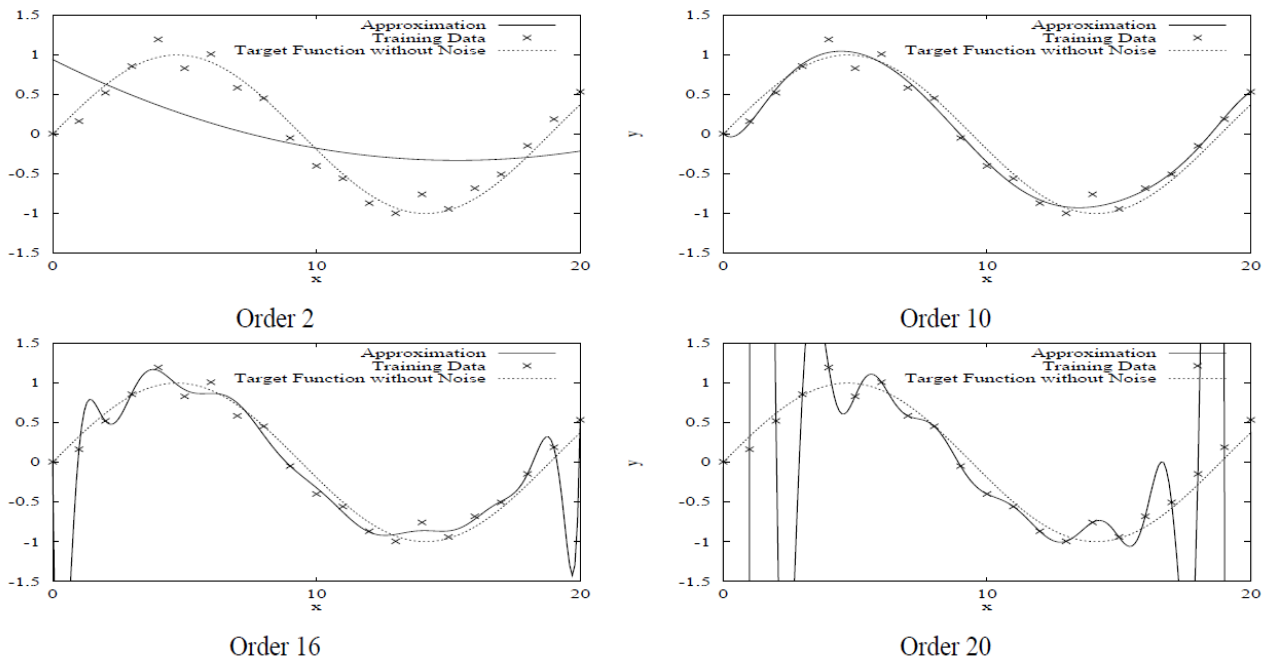 1.5
1
0.5
0
-0.5
-1
-1.5
0 10 20
x
Approximation
Training Data
Target Function without Noise
Order 2
1.5
1
0.5
0
-0.5
-1
-1.5
y
0 10 20
x
Approximation
Training Data
Target Function without Noise
Order 10
1.5
1
0.5
0
-0.5
-1
-1.5
0 10 20
x
Approximation
Training Data
Target Function without Noise
Order 16
1.5
1
0.5
0
-0.5
-1
-1.5
y
0 10 20
x
Approximation
Training Data
Target Function without Noise
Order 20